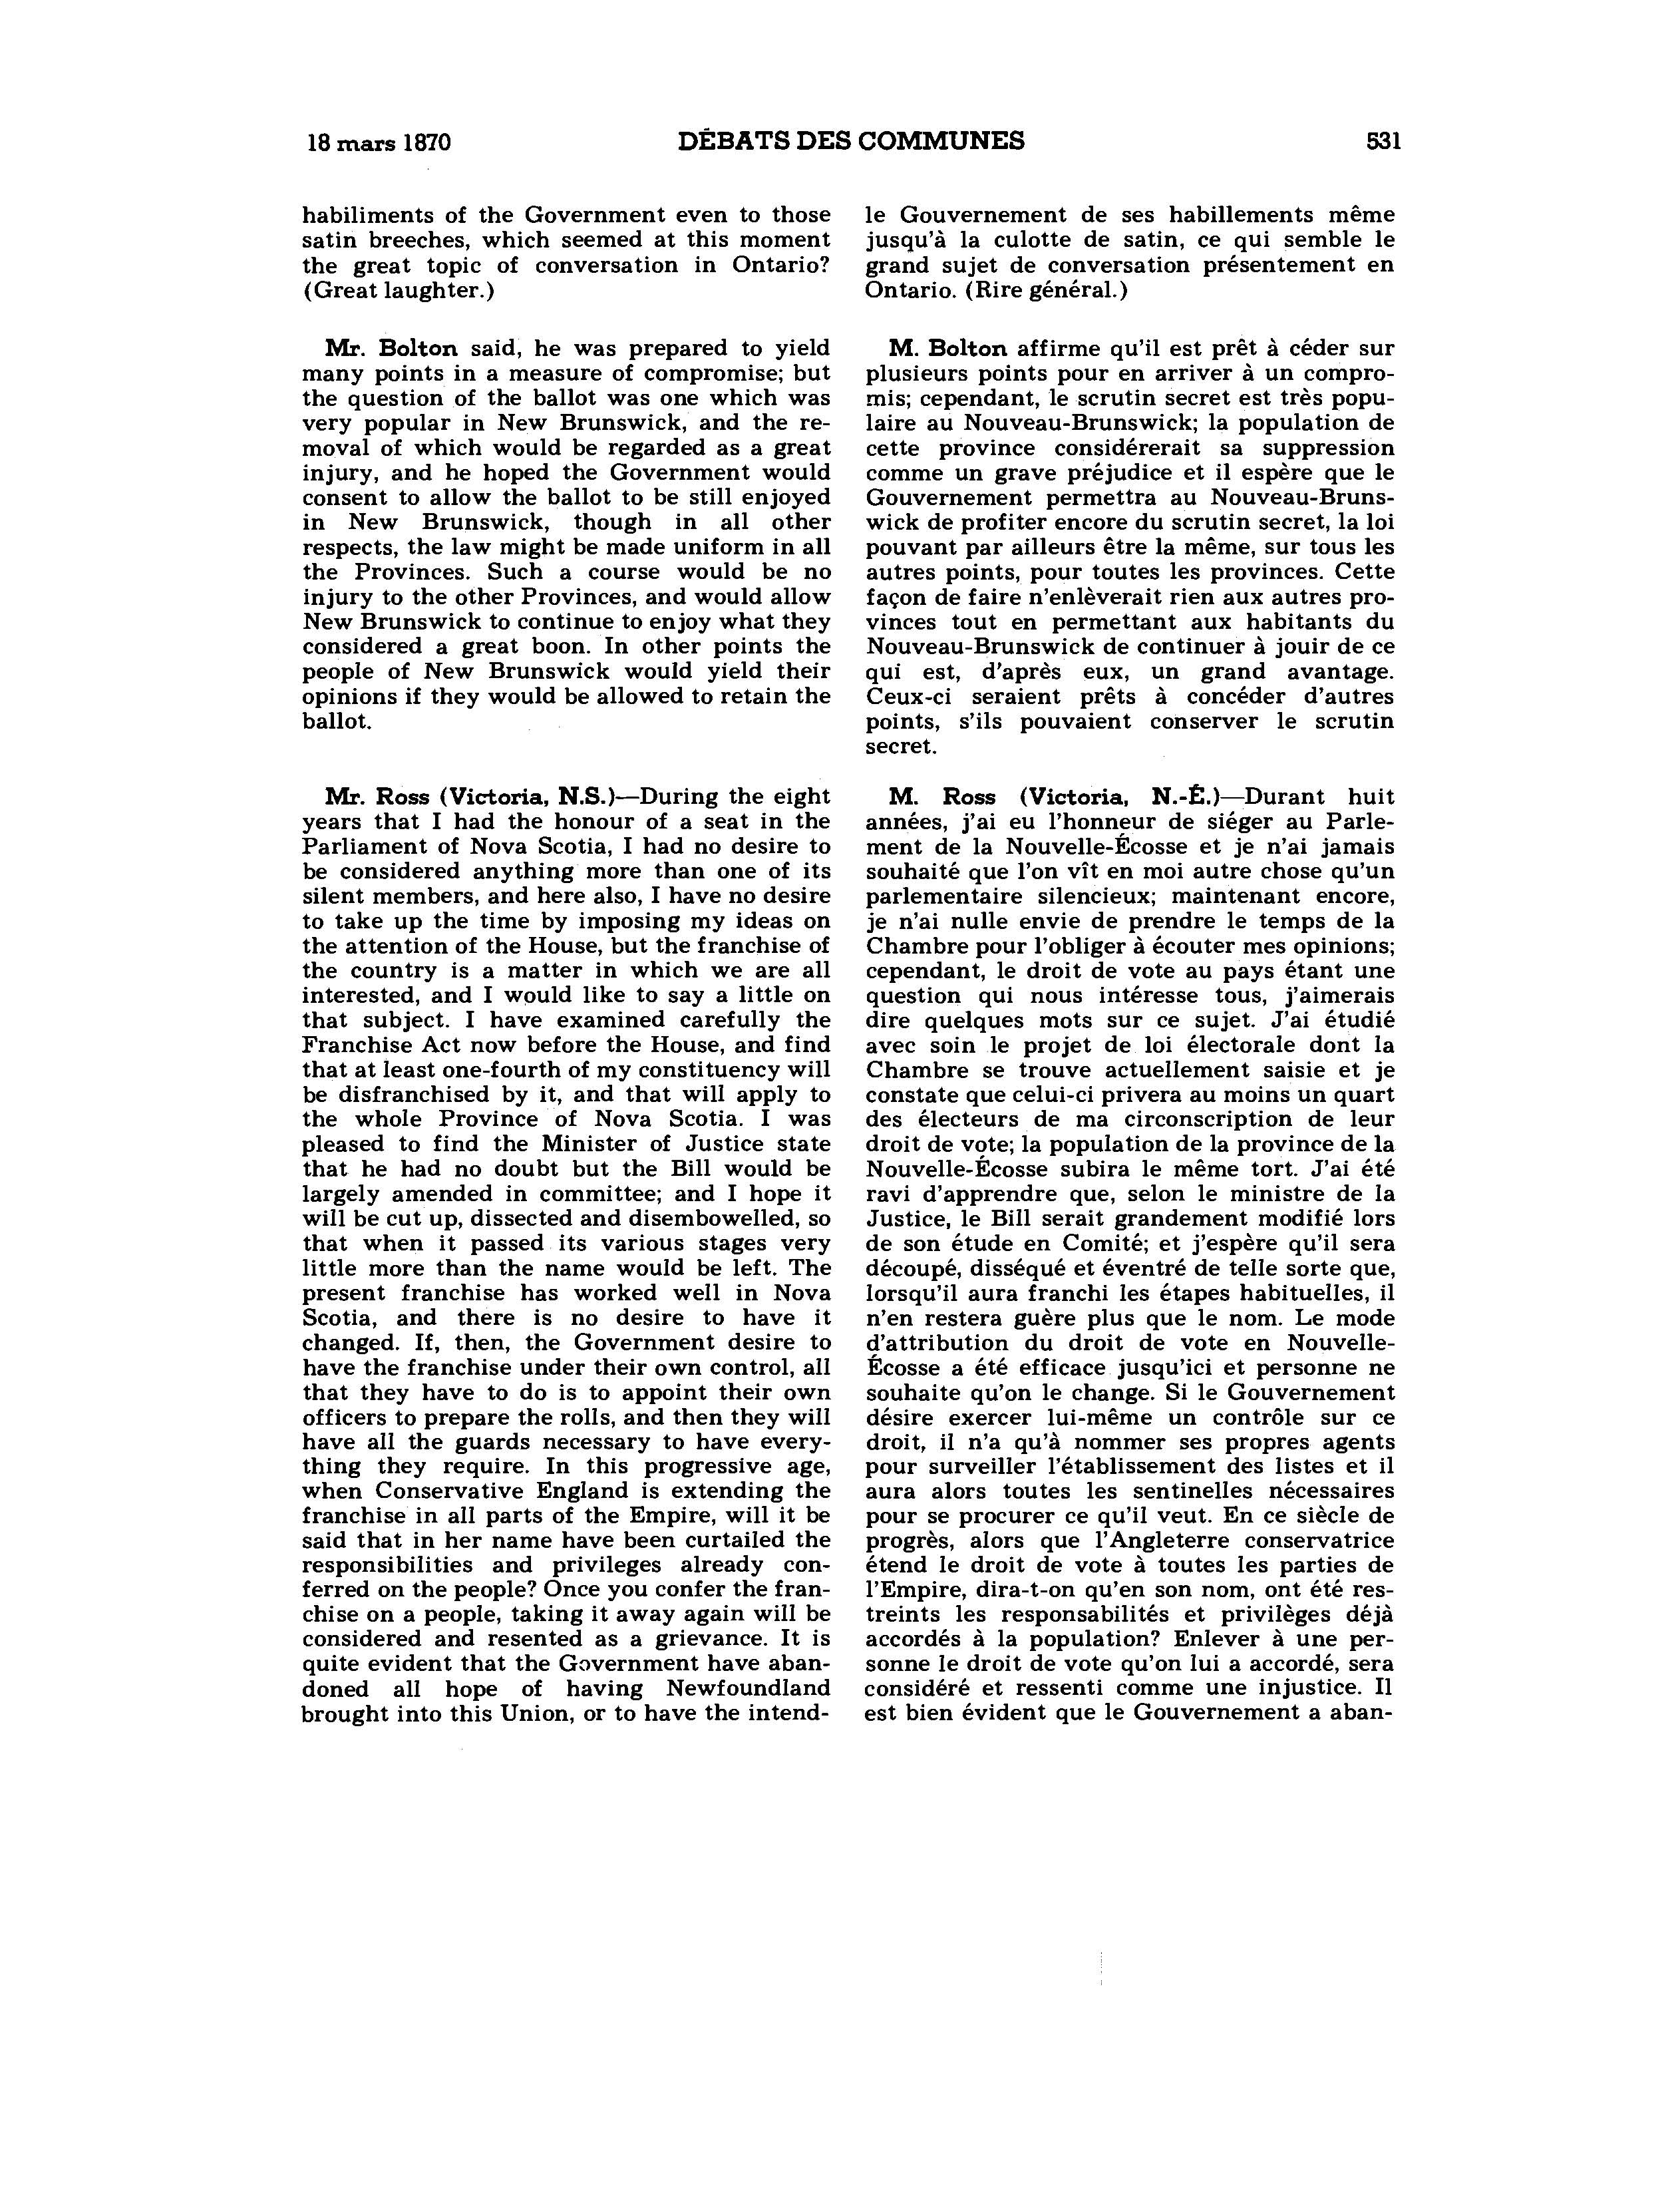 18 mars 1870
DÉBATS DES COMMUNES
531
habiliments of the Government even to those
satin breeches, which seemed at this moment
the great topic of conversation in Ontario?
(Great laughter.)
Mr. Bolton said, he was prepared to yield
many points in a measure of compromise; but
the question of the ballot was one which was
very popular in New Brunswick, and the re-
moval of which would be regarded as a great
injury, and he hoped the Government would
consent to allow the ballot to be still enjoyed
in New Brunswick, though in all other
respects, the law might be made uniform in all
the Provinces. Such a course would be no
injury to the other Provinces, and would allow
New Brunswick to continue to enjoy what they
considered a great boon. In other points the
people of New Brunswick would yield their
opinions if they would be allowed to retain the
ballot.
Mr. Ross (Victoria, N.S.)—During the eight
years that I had the honour of a seat in the
Parliament of Nova Scotia, I had no desire to
be considered anything more than one of its
silent members, and here also, I have no desire
to take up the time by imposing my ideas on
the attention of the House, but the franchise of
the country is a matter in which we are all
interested, and I would like to say a little on
that subject. I have examined carefully the
Franchise Act now before the House, and find
that at least one-fourth of my constituency will
be disfranchised by it, and that will apply to
the whole Province of Nova Scotia. I was
pleased to find the Minister of Justice state
that he had no doubt but the Bill would be
largely amended in committee; and I hope it
will be cut up, dissected and disembowelled, so
that when it passed its various stages very
little more than the name would be left. The
present franchise has worked well in Nova
Scotia, and there is no desire to have it
changed. If, then, the Government desire to
have the franchise under their own control, all
that they have to do is to appoint their own
officers to prepare the rolls, and then they will
have all the guards necessary to have every-
thing they require. In this progressive age,
when Conservative England is extending the
franchise in all parts of the Empire, will it be
said that in her name have been curtailed the
responsibilities and privileges already con-
ferred on the people? Once you confer the fran-
chise on a people, taking it away again will be
considered and resented as a grievance. It is
quite evident that the Government have aban-
doned all hope of having Newfoundland
brought into this Union, or to have the intend-
le Gouvernement de ses habillements même
jusqu'à la culotte de satin, ce qui semble le
grand sujet de conversation présentement en
Ontario. (Rire général.)
M. Bolton affirme qu'il est prêt à céder sur
plusieurs points pour en arriver à un compro-
mis; cependant, le scrutin secret est très popu-
laire au Nouveau-Brunswick; la population de
cette province considérerait sa suppression
comme un grave préjudice et il espère que le
Gouvernement permettra au Nouveau-Bruns-
wick de profiter encore du scrutin secret, la loi
pouvant par ailleurs être la même, sur tous les
autres points, pour toutes les provinces. Cette
façon de faire n'enlèverait rien aux autres pro-
vinces tout en permettant aux habitants du
Nouveau-Brunswick de continuer à jouir de ce
qui est, d'après eux, un grand avantage.
Ceux-ci seraient prêts à concéder d'autres
points, s'ils pouvaient conserver le scrutin
secret.
M. Ross (Victoria, N.-É.)—Durant huit
années, j'ai eu l'honneur de siéger au Parle-
ment de la Nouvelle-Écosse et je n'ai jamais
souhaité que l'on vît en moi autre chose qu'un
parlementaire silencieux; maintenant encore,
je n'ai nulle envie de prendre le temps de la
Chambre pour l'obliger à écouter mes opinions;
cependant, le droit de vote au pays étant une
question qui nous intéresse tous, j'aimerais
dire quelques mots sur ce sujet. J'ai étudié
avec soin le projet de loi électorale dont la
Chambre se trouve actuellement saisie et je
constate que celui-ci privera au moins un quart
des électeurs de ma circonscription de leur
droit de vote; la population de la province de la
Nouvelle-Écosse subira le même tort. J'ai été
ravi d'apprendre que, selon le ministre de la
Justice, le Bill serait grandement modifié lors
de son étude en Comité; et j'espère qu'il sera
découpé, disséqué et éventré de telle sorte que,
lorsqu'il aura franchi les étapes habituelles, il
n'en restera guère plus que le nom. Le mode
d'attribution du droit de vote en Nouvelle-
Écosse a été efficace jusqu'ici et personne ne
souhaite qu'on le change. Si le Gouvernement
désire exercer lui-même un contrôle sur ce
droit, il n'a qu'à nommer ses propres agents
pour surveiller l'établissement des listes et il
aura alors toutes les sentinelles nécessaires
pour se procurer ce qu'il veut. En ce siècle de
progrès, alors que l'Angleterre conservatrice
étend le droit de vote à toutes les parties de
l'Empire, dira-t-on qu'en son nom, ont été res-
treints les responsabilités et privilèges déjà
accordés à la population? Enlever à une per-
sonne le droit de vote qu'on lui a accordé, sera
considéré et ressenti comme une injustice. Il
est bien évident que le Gouvernement a aban-